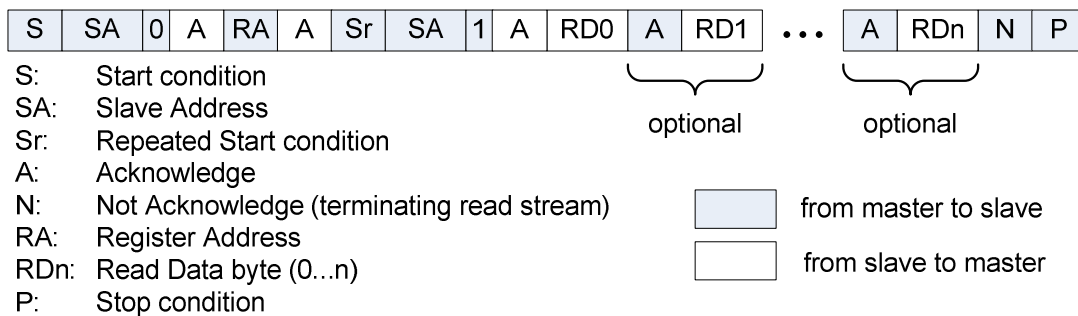 S SA 0 A RA A Sr SA 1 A RD0 A RD1 ••• A RDn N P
S: Start condition
SA: Slave Address
Sr: Repeated Start condition
A: Acknowledge
N: Not Acknowledge (terminating read stream)
RA: Register Address
RDn: Read Data byte (0...n)
P: Stop condition
optional optional
from master to slave
from slave to master